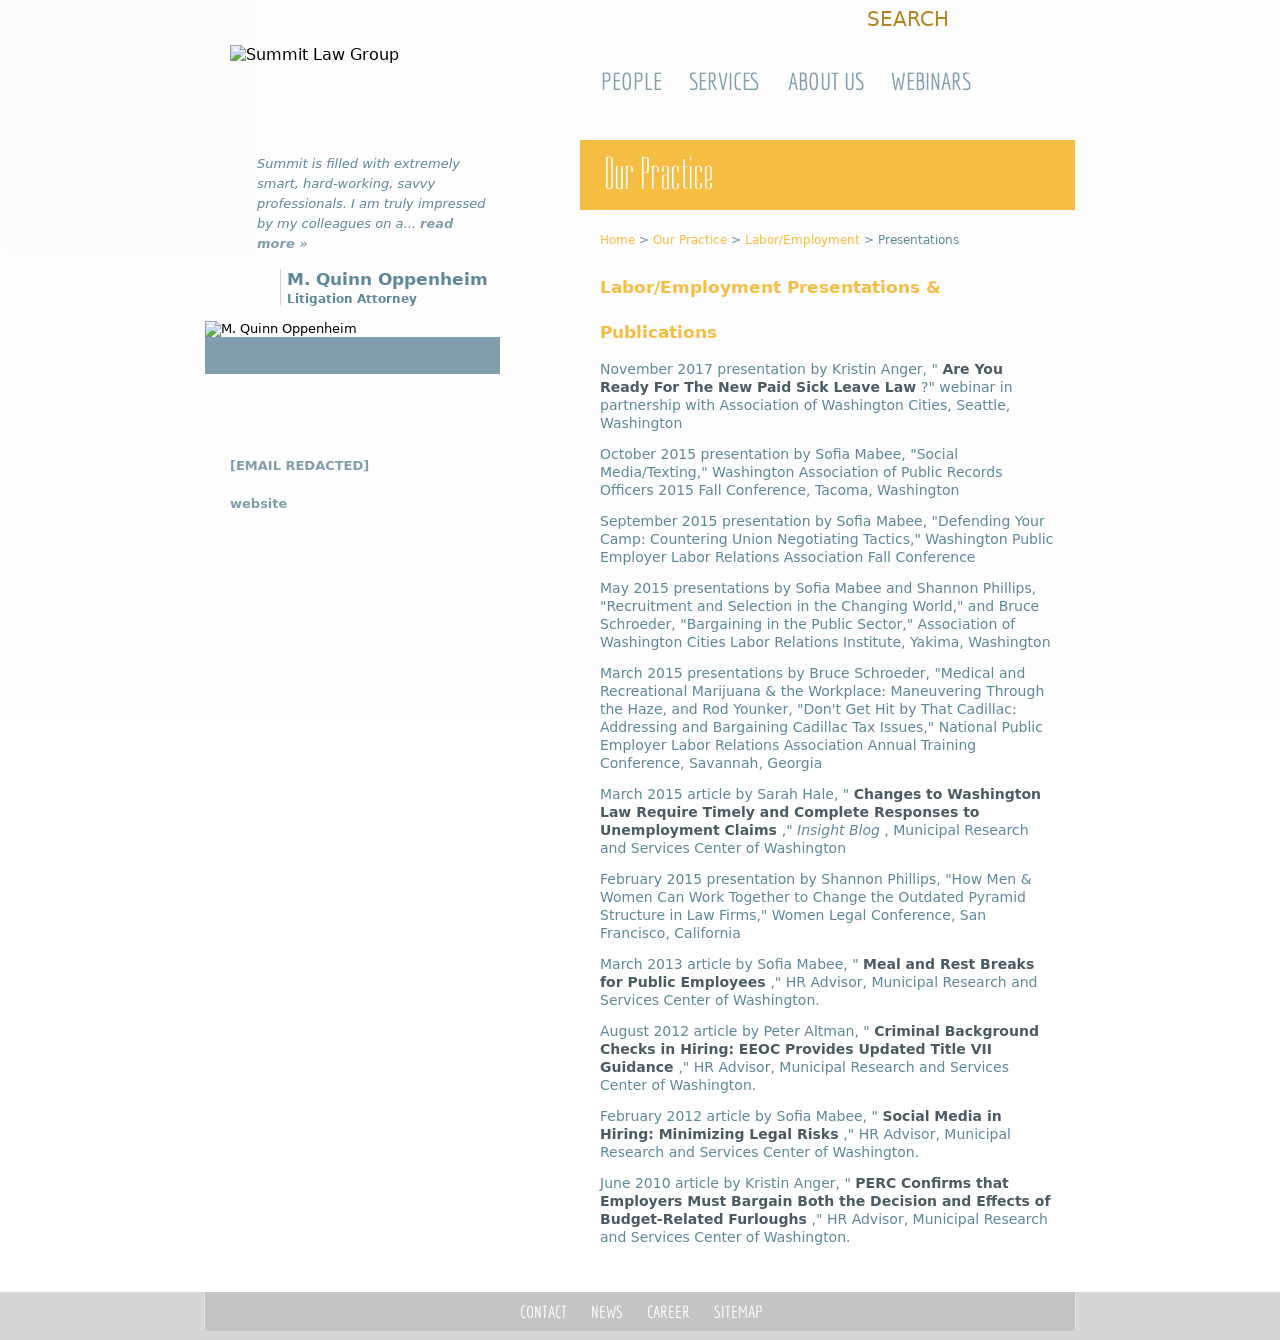 SEARCH
Summit Law Group
PEOPLE SERVICES ABOUT US WEBINARS
Summit is filled with extremely
smart, hard-working, savvy
professionals. I am truly impressed
by my colleagues on a... read
more »
M. Quinn Oppenheim
Litigation Attorney
M. Quinn Oppenheim
[EMAIL REDACTED]
website
Our Practice
Home > Our Practice > Labor/Employment > Presentations
Labor/Employment Presentations &
Publications
November 2017 presentation by Kristin Anger, " Are You
Ready For The New Paid Sick Leave Law ?" webinar in
partnership with Association of Washington Cities, Seattle,
Washington
October 2015 presentation by Sofia Mabee, "Social
Media/Texting," Washington Association of Public Records
Officers 2015 Fall Conference, Tacoma, Washington
September 2015 presentation by Sofia Mabee, "Defending Your
Camp: Countering Union Negotiating Tactics," Washington Public
Employer Labor Relations Association Fall Conference
May 2015 presentations by Sofia Mabee and Shannon Phillips,
"Recruitment and Selection in the Changing World," and Bruce
Schroeder, "Bargaining in the Public Sector," Association of
Washington Cities Labor Relations Institute, Yakima, Washington
March 2015 presentations by Bruce Schroeder, "Medical and
Recreational Marijuana & the Workplace: Maneuvering Through
the Haze, and Rod Younker, "Don't Get Hit by That Cadillac:
Addressing and Bargaining Cadillac Tax Issues," National Public
Employer Labor Relations Association Annual Training
Conference, Savannah, Georgia
March 2015 article by Sarah Hale, " Changes to Washington
Law Require Timely and Complete Responses to
Unemployment Claims ," Insight Blog , Municipal Research
and Services Center of Washington
February 2015 presentation by Shannon Phillips, "How Men &
Women Can Work Together to Change the Outdated Pyramid
Structure in Law Firms," Women Legal Conference, San
Francisco, California
March 2013 article by Sofia Mabee, " Meal and Rest Breaks
for Public Employees ," HR Advisor, Municipal Research and
Services Center of Washington.
August 2012 article by Peter Altman, " Criminal Background
Checks in Hiring: EEOC Provides Updated Title VII
Guidance ," HR Advisor, Municipal Research and Services
Center of Washington.
February 2012 article by Sofia Mabee, " Social Media in
Hiring: Minimizing Legal Risks ," HR Advisor, Municipal
Research and Services Center of Washington.
June 2010 article by Kristin Anger, " PERC Confirms that
Employers Must Bargain Both the Decision and Effects of
Budget-Related Furloughs ," HR Advisor, Municipal Research
and Services Center of Washington.
CONTACT NEWS CAREER SITEMAP